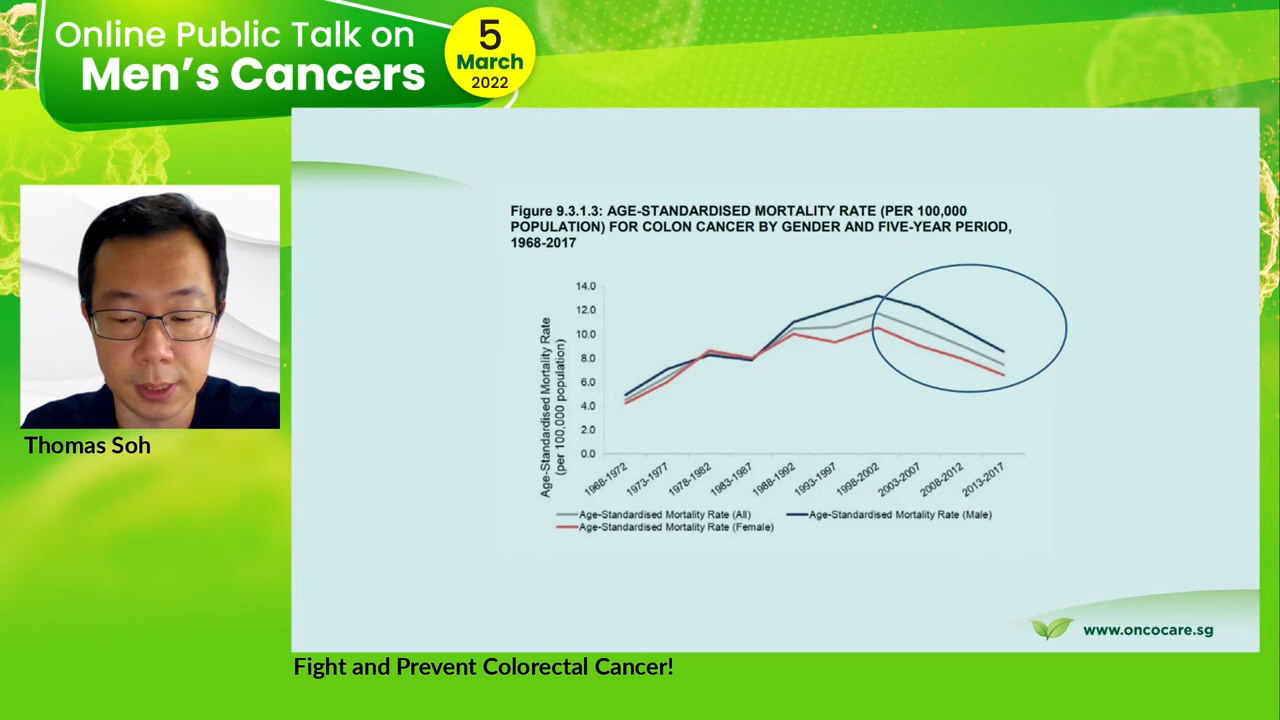 Online Public Talk on
Men's Cancers
5
March
2022
Thomas Soh
Figure 9.3.1.3: AGE-STANDARDISED MORTALITY RATE (PER 100,000
POPULATION) FOR COLON CANCER BY GENDER AND FIVE-YEAR PERIOD,
1968-2017
Age-Standardised Mortality Rate
(per 100,000 population)
14.0
12.0
10.0
8.0
6.0
4.0
2.0
0.0
1968-1972
1973-1977
1978-1982
1983-1987
1988-1992
1993-1997
1998-2002
2003-2007
2008-2012
2013-2017
Age-Standardised Mortality Rate (All)
Age-Standardised Mortality Rate (Male)
Age-Standardised Mortality Rate (Female)
www.oncocare.sg
Fight and Prevent Colorectal Cancer!